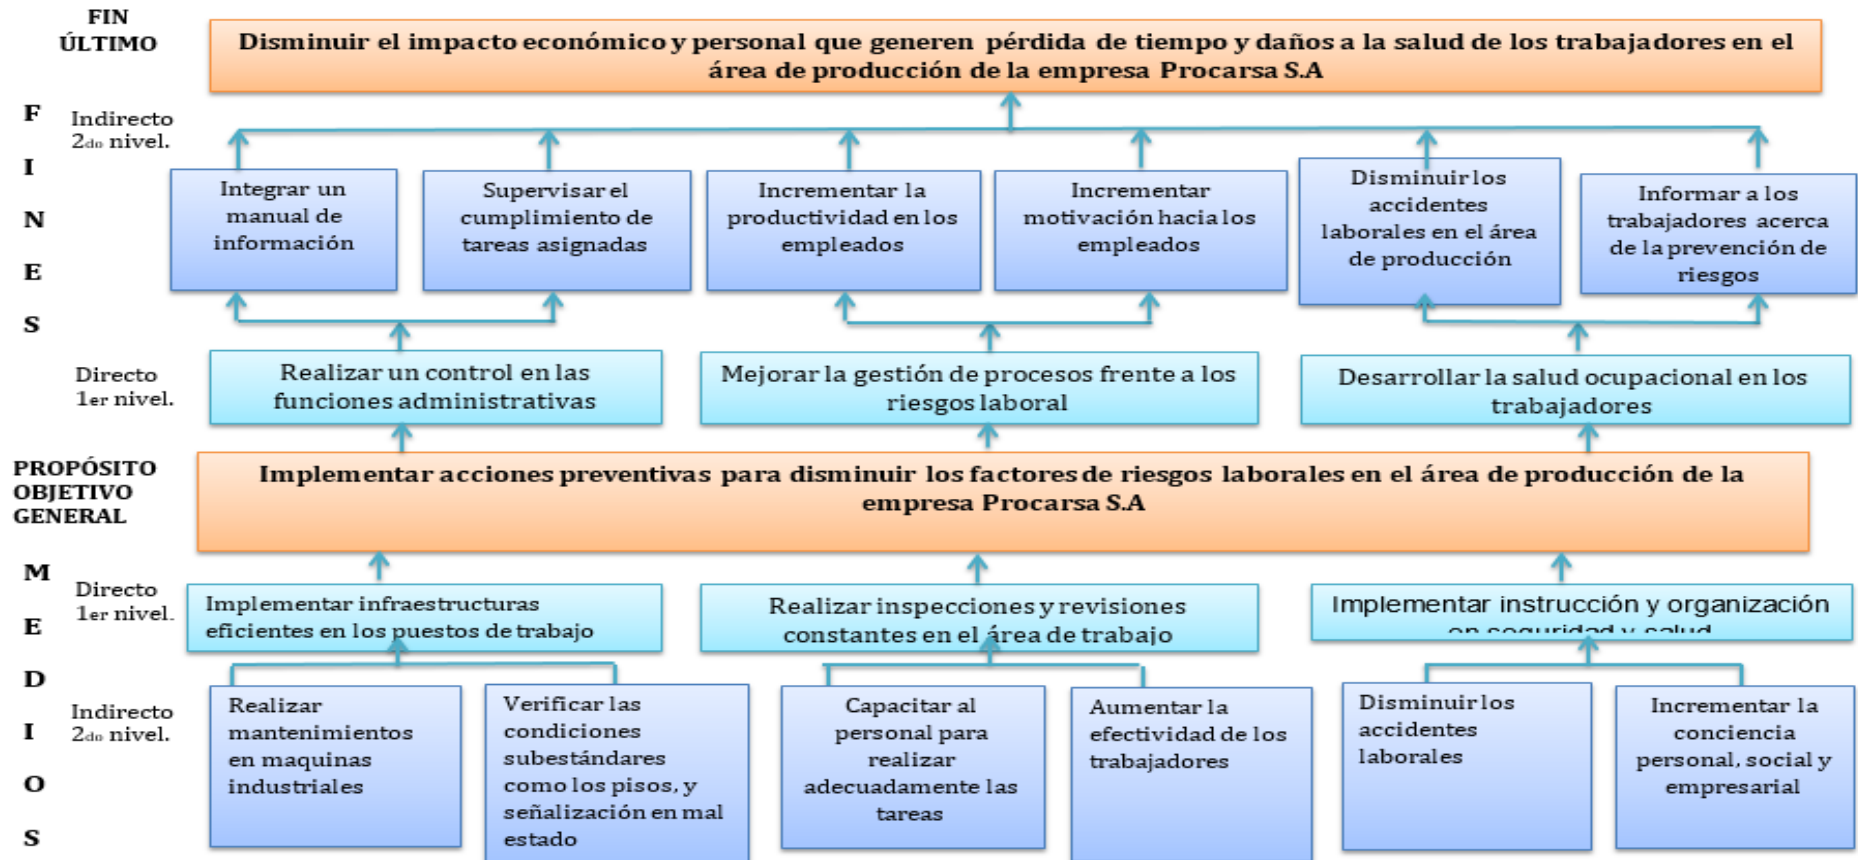 FIN
ÚLTIMO
Disminuir el impacto económico y personal que generen pérdida de tiempo y daños a la salud de los trabajadores en el
área de producción de la empresa Procarsa S.A
F
I
N
E
S
Indirecto
2do nivel.
Integrar un
manual de
información
Supervisar el
cumplimiento de
tareas asignadas
Incrementar la
productividad en los
empleados
Incrementar
motivación hacia los
empleados
Disminuir los
accidentes
laborales en el área
de producción
Informar a los
trabajadores acerca
de la prevención de
riesgos
Directo
1er nivel.
Realizar un control en las
funciones administrativas
Mejorar la gestión de procesos frente a los
riesgos laboral
Desarrollar la salud ocupacional en los
trabajadores
PROPÓSITO
OBJETIVO
GENERAL
Implementar acciones preventivas para disminuir los factores de riesgos laborales en el área de producción de la
empresa Procarsa S.A
M
E
D
I
O
S
Directo
1er nivel.
Implementar infraestructuras
eficientes en los puestos de trabajo
Realizar inspecciones y revisiones
constantes en el área de trabajo
Implementar instrucción y organización
en seguridad y salud
Indirecto
2do nivel.
Realizar
mantenimientos
en maquinas
industriales
Verificar las
condiciones
subestándares
como los pisos, y
señalización en mal
estado
Capacitar al
personal para
realizar
adecuadamente las
tareas
Aumentar la
efectividad de los
trabajadores
Disminuir los
accidentes
laborales
Incrementar la
conciencia
personal, social y
empresarial